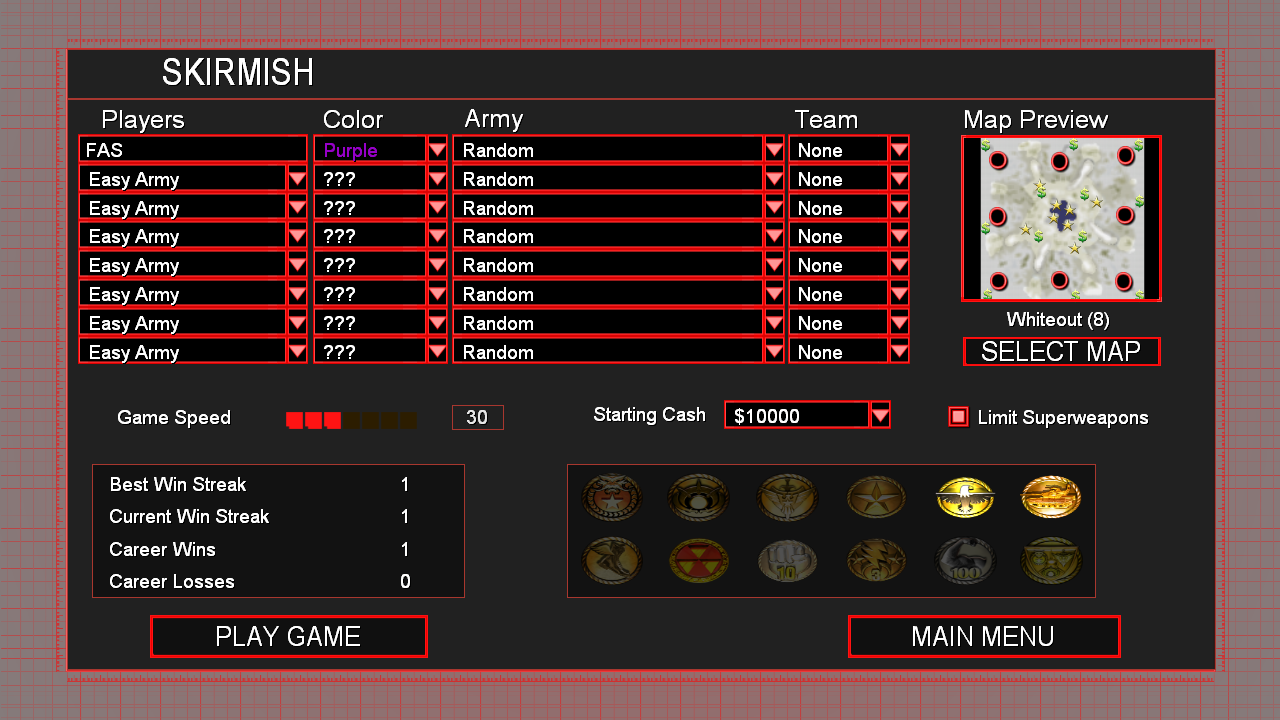 SKIRMISH
Players Color Army Team Map Preview
FAS Purple Random None
Easy Army ??? Random None
Easy Army ??? Random None
Easy Army ??? Random None
Easy Army ??? Random None
Easy Army ??? Random None
Easy Army ??? Random None
Easy Army ??? Random None
Whiteout (8)
SELECT MAP
Game Speed 30 Starting Cash $10000 Limit Superweapons
Best Win Streak 1
Current Win Streak 1
Career Wins 1
Career Losses 0
10 3 100
PLAY GAME MAIN MENU